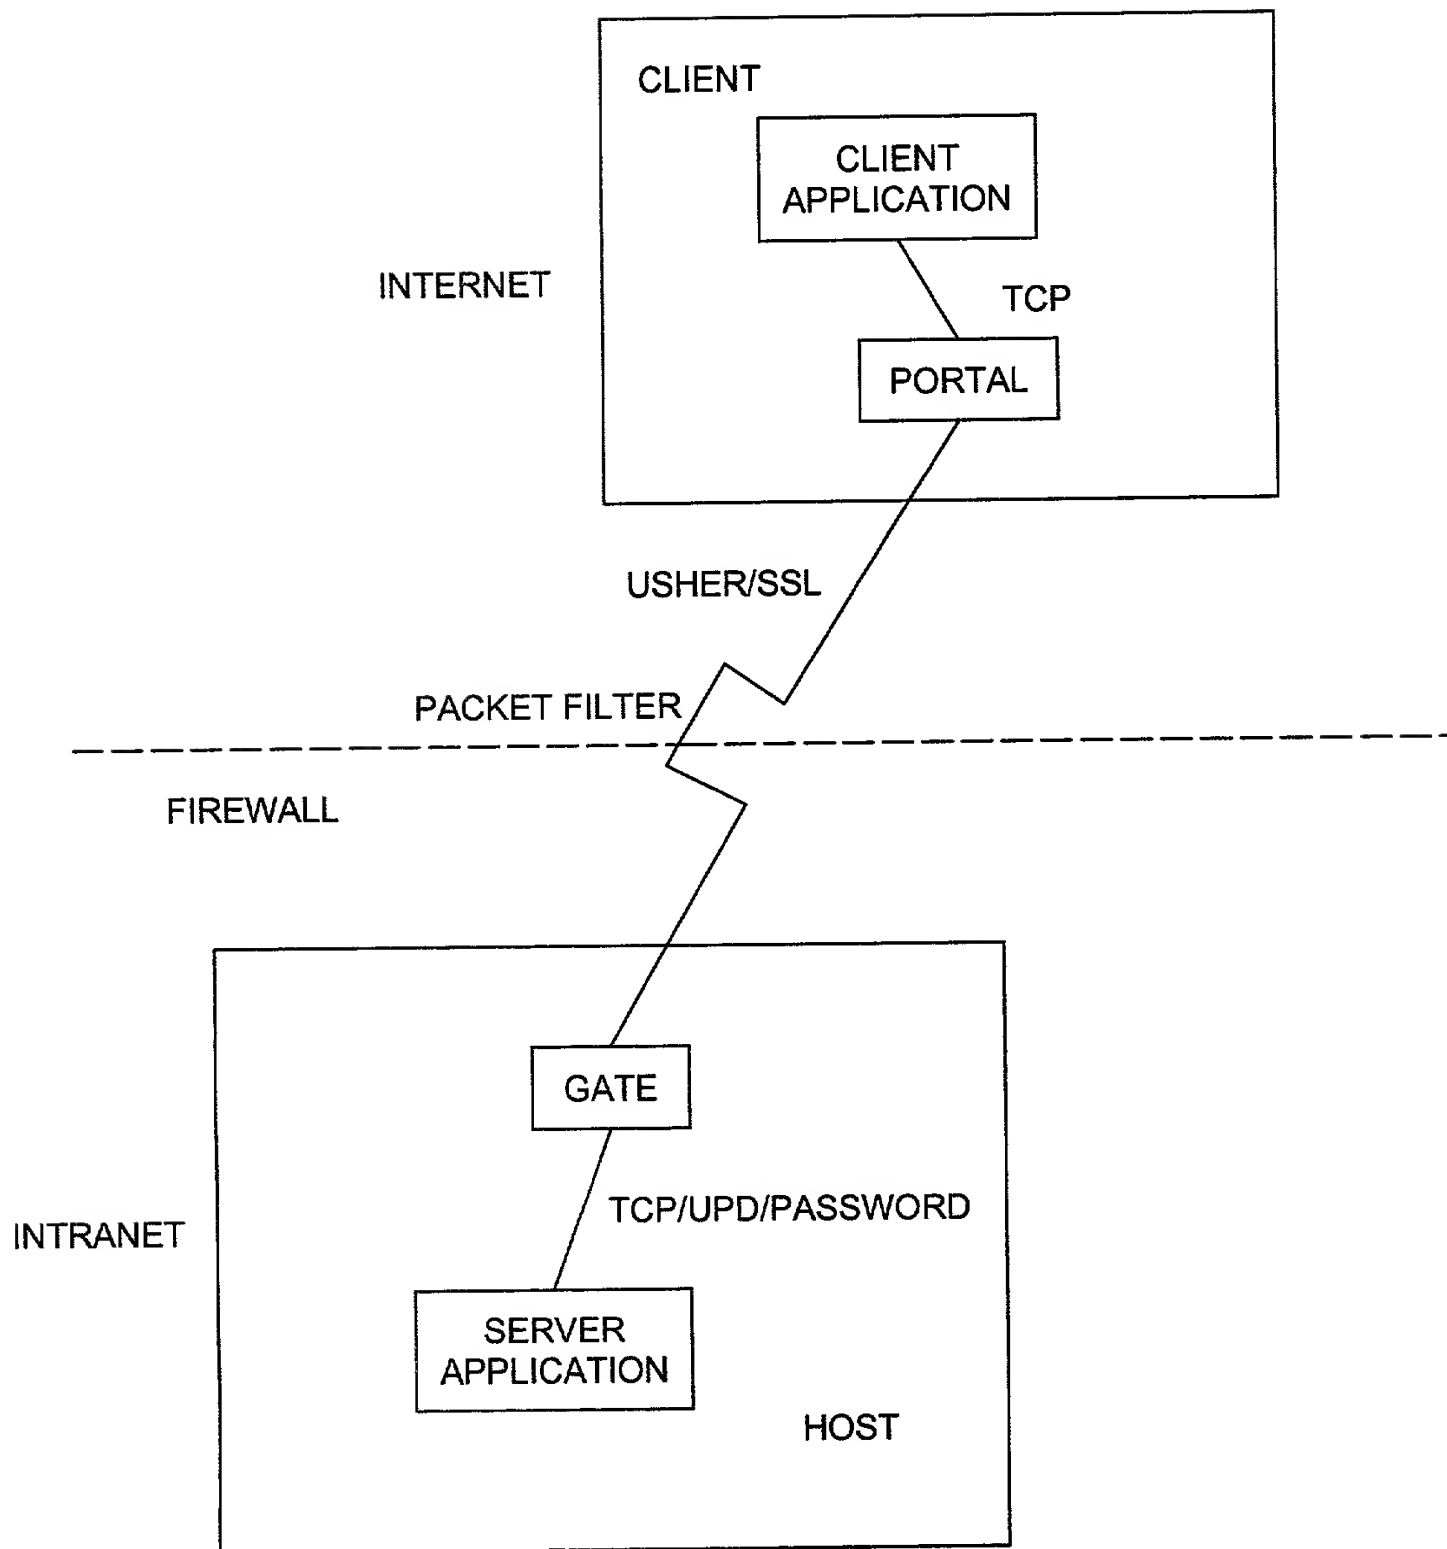 CLIENT
CLIENT
APPLICATION
INTERNET
TCP
PORTAL
USHER/SSL
PACKET FILTER
FIREWALL
GATE
TCP/UPD/PASSWORD
INTRANET
SERVER
APPLICATION
HOST